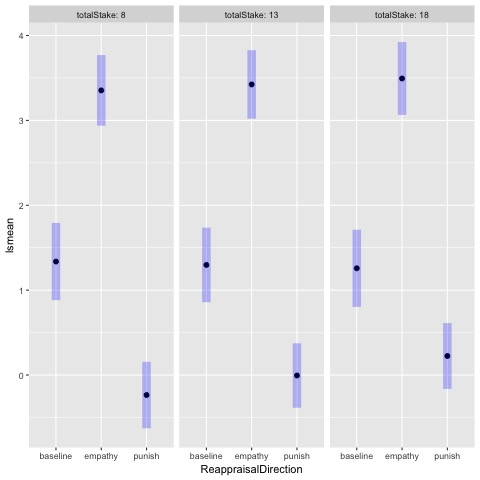 totalStake: 8 totalStake: 13 totalStake: 18
4
3
2
1
0
lsmean
baseline empathy punish baseline empathy punish baseline empathy punish
ReappraisalDirection